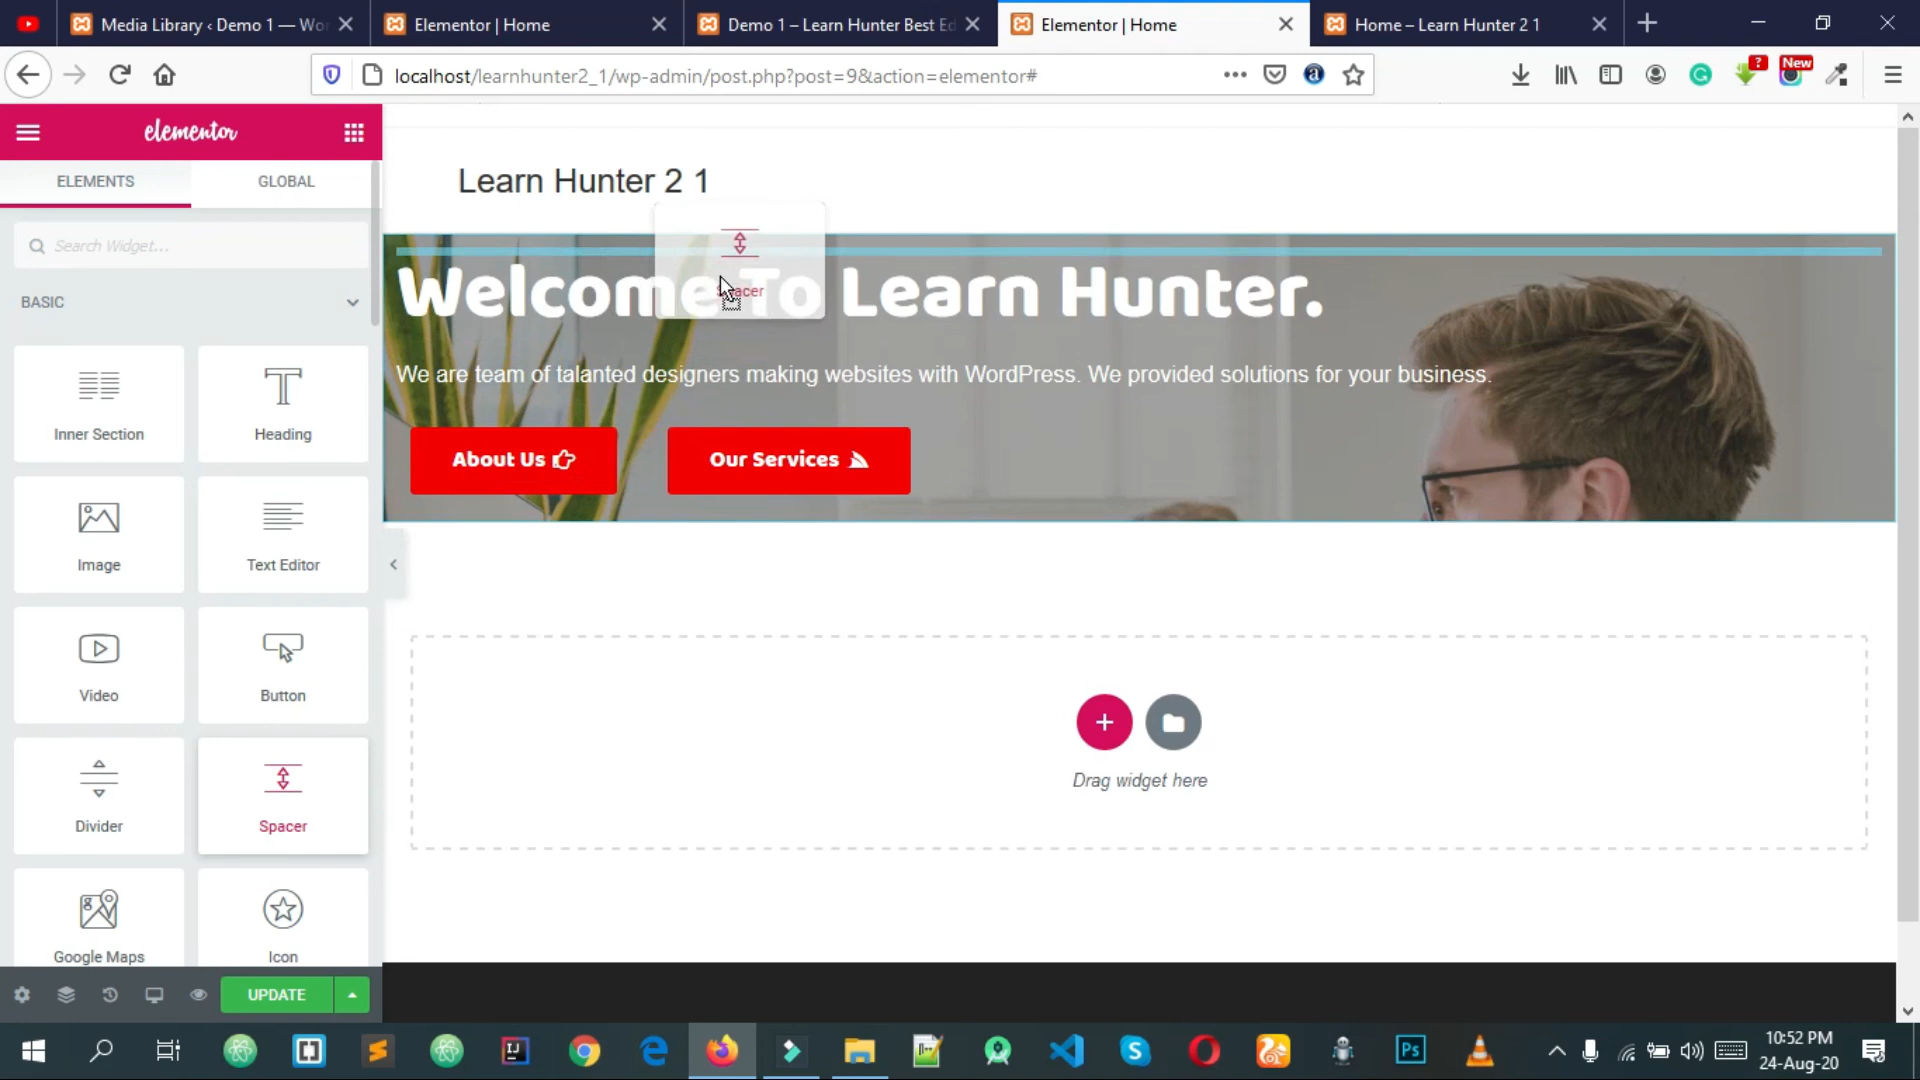 Media Library ‹ Demo 1 — Wo
Elementor | Home
Demo 1 – Learn Hunter Best Ed
Elementor | Home
Home – Learn Hunter 2 1
localhost/learnhunter2_1/wp-admin/post.php?post=9&action=elementor#
?
New
elementor
ELEMENTS
GLOBAL
Search Widget...
BASIC
Inner Section
Heading
Image
Text Editor
Video
Button
Divider
Spacer
Google Maps
Icon
UPDATE
Learn Hunter 2 1
Spacer
Welcome To Learn Hunter.
We are team of talanted designers making websites with WordPress. We provided solutions for your business.
About Us
Our Services
Drag widget here
10:52 PM
24-Aug-20